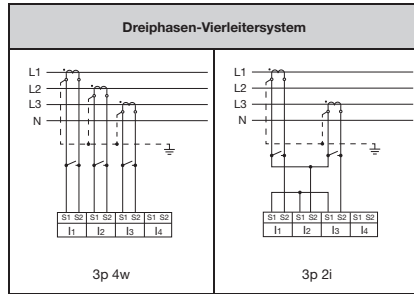 Dreiphasen-Vierleitersystem
L1
L2
L3
N
S1 S2 S1 S2 S1 S2 S1 S2
I1 I2 I3 I4
3p 4w
L1
L2
L3
N
S1 S2 S1 S2 S1 S2 S1 S2
I1 I2 I3 I4
3p 2i